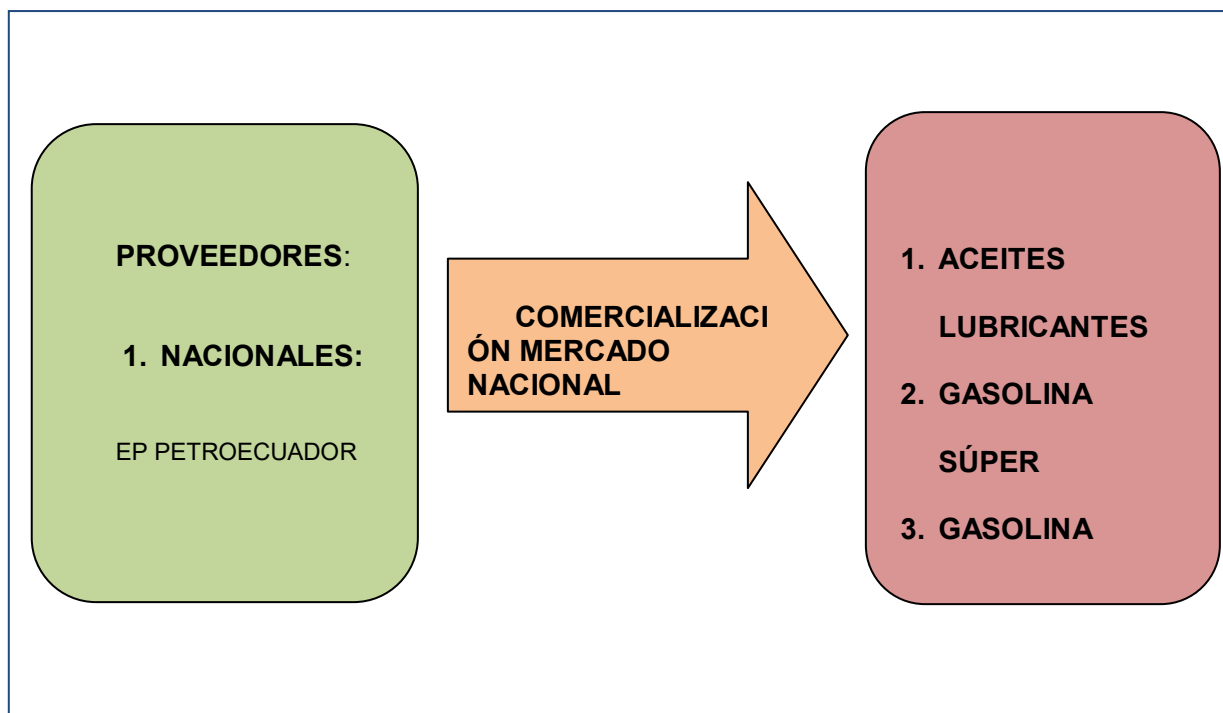 PROVEEDORES:
1. NACIONALES:
EP PETROECUADOR
COMERCIALIZACI
ÓN MERCADO
NACIONAL
1. ACEITES
LUBRICANTES
2. GASOLINA
SÚPER
3. GASOLINA